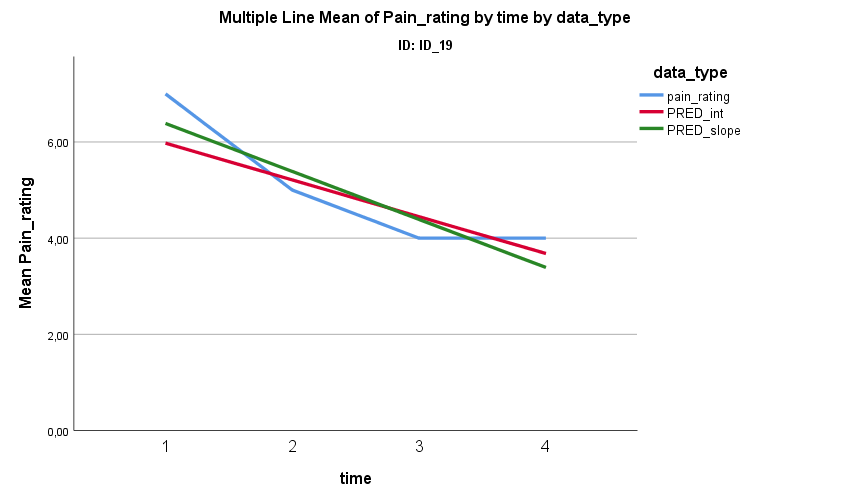 Multiple Line Mean of Pain_rating by time by data_type
ID: ID_19
data_type
pain_rating
PRED_int
PRED_slope
Mean Pain_rating
6,00
4,00
2,00
0,00
1 2 3 4
time